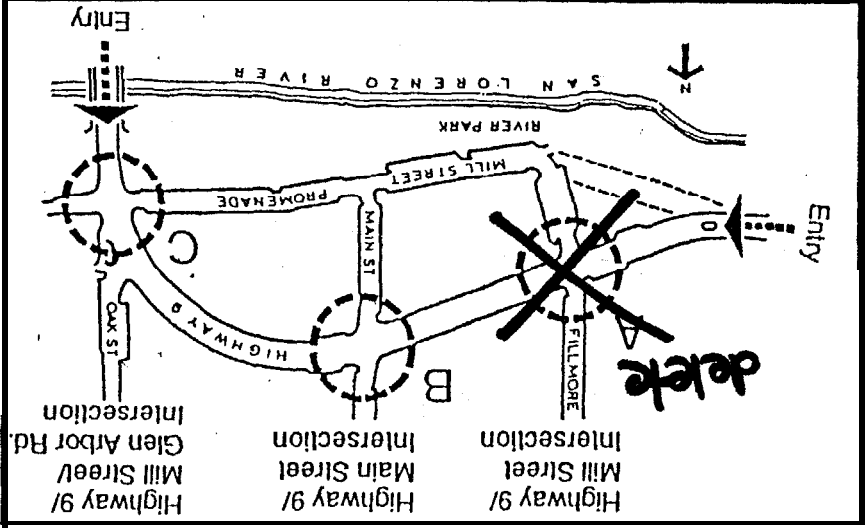 Highway 9/
Mill Street
Intersection
Highway 9/
Main Street
Intersection
Highway 9/
Mill Street/
Glen Arbor Rd.
Intersection
delete
A
FILLMORE
B
OAK ST
HIGHWAY 9
C
Entry
MAIN ST
MILL STREET
PROMENADE
RIVER PARK
N
SAN LORENZO RIVER
Entry